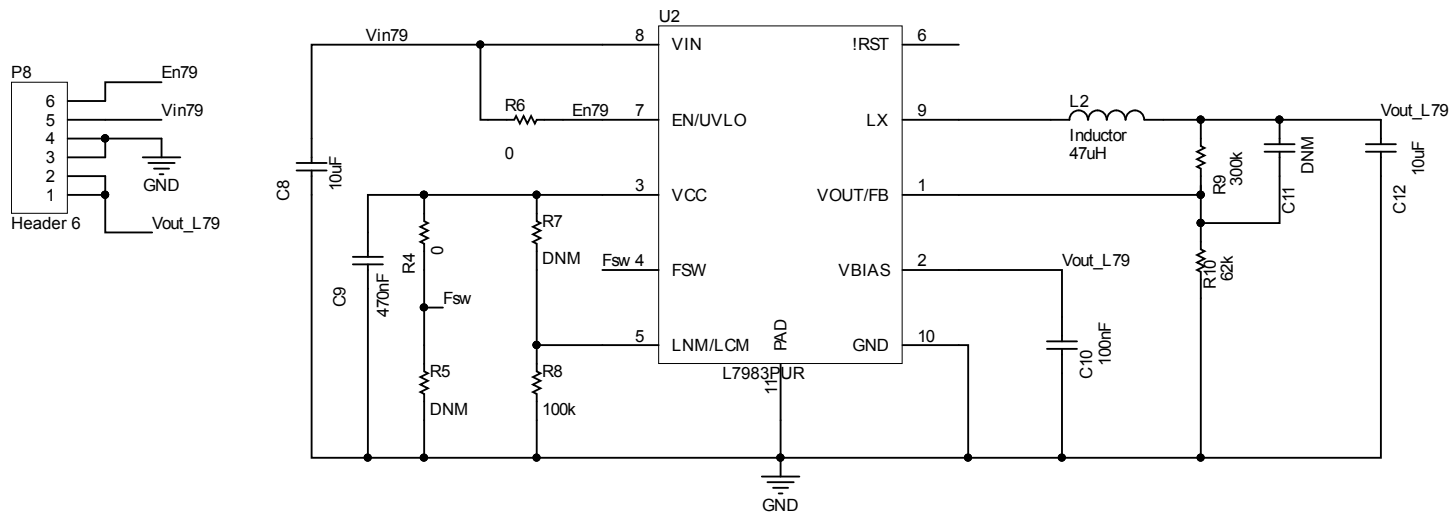 P8
6
5
4
3
2
1
Header 6
En79
Vin79
GND
Vout_L79
C8
10uF
Vin79
R6
0
En79
C9
470nF
R4
0
Fsw
R5
DNM
R7
DNM
R8
100k
Fsw
U2
8
VIN
7
EN/UVLO
3
VCC
4
FSW
5
LNM/LCM
!RST
6
LX
9
VOUT/FB
1
VBIAS
2
GND
10
PAD
11
L7983PUR
GND
L2
Inductor
47uH
Vout_L79
C10
100nF
R9
300k
R10
62k
C11
DNM
Vout_L79
C12
10uF